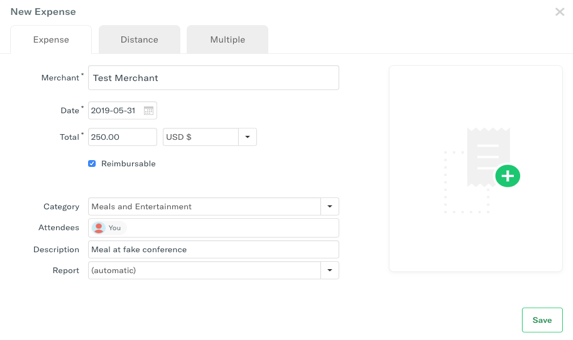 New Expense
Expense
Distance
Multiple
Merchant * Test Merchant
Date * 2019-05-31
Total * 250.00 USD $
Reimbursable
Category Meals and Entertainment
Attendees You
Description Meal at fake conference
Report (automatic)
Save